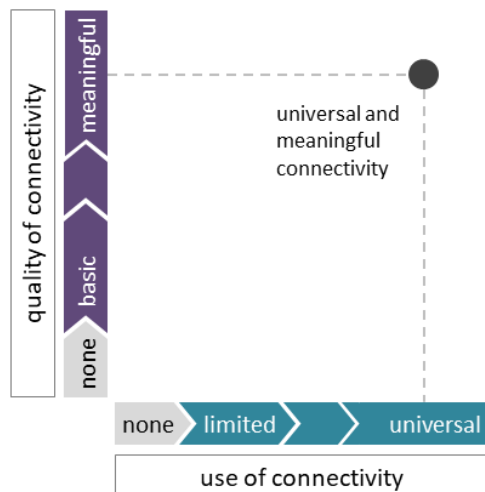 quality of connectivity
meaningful
basic
none
universal and
meaningful
connectivity
none
limited
universal
use of connectivity